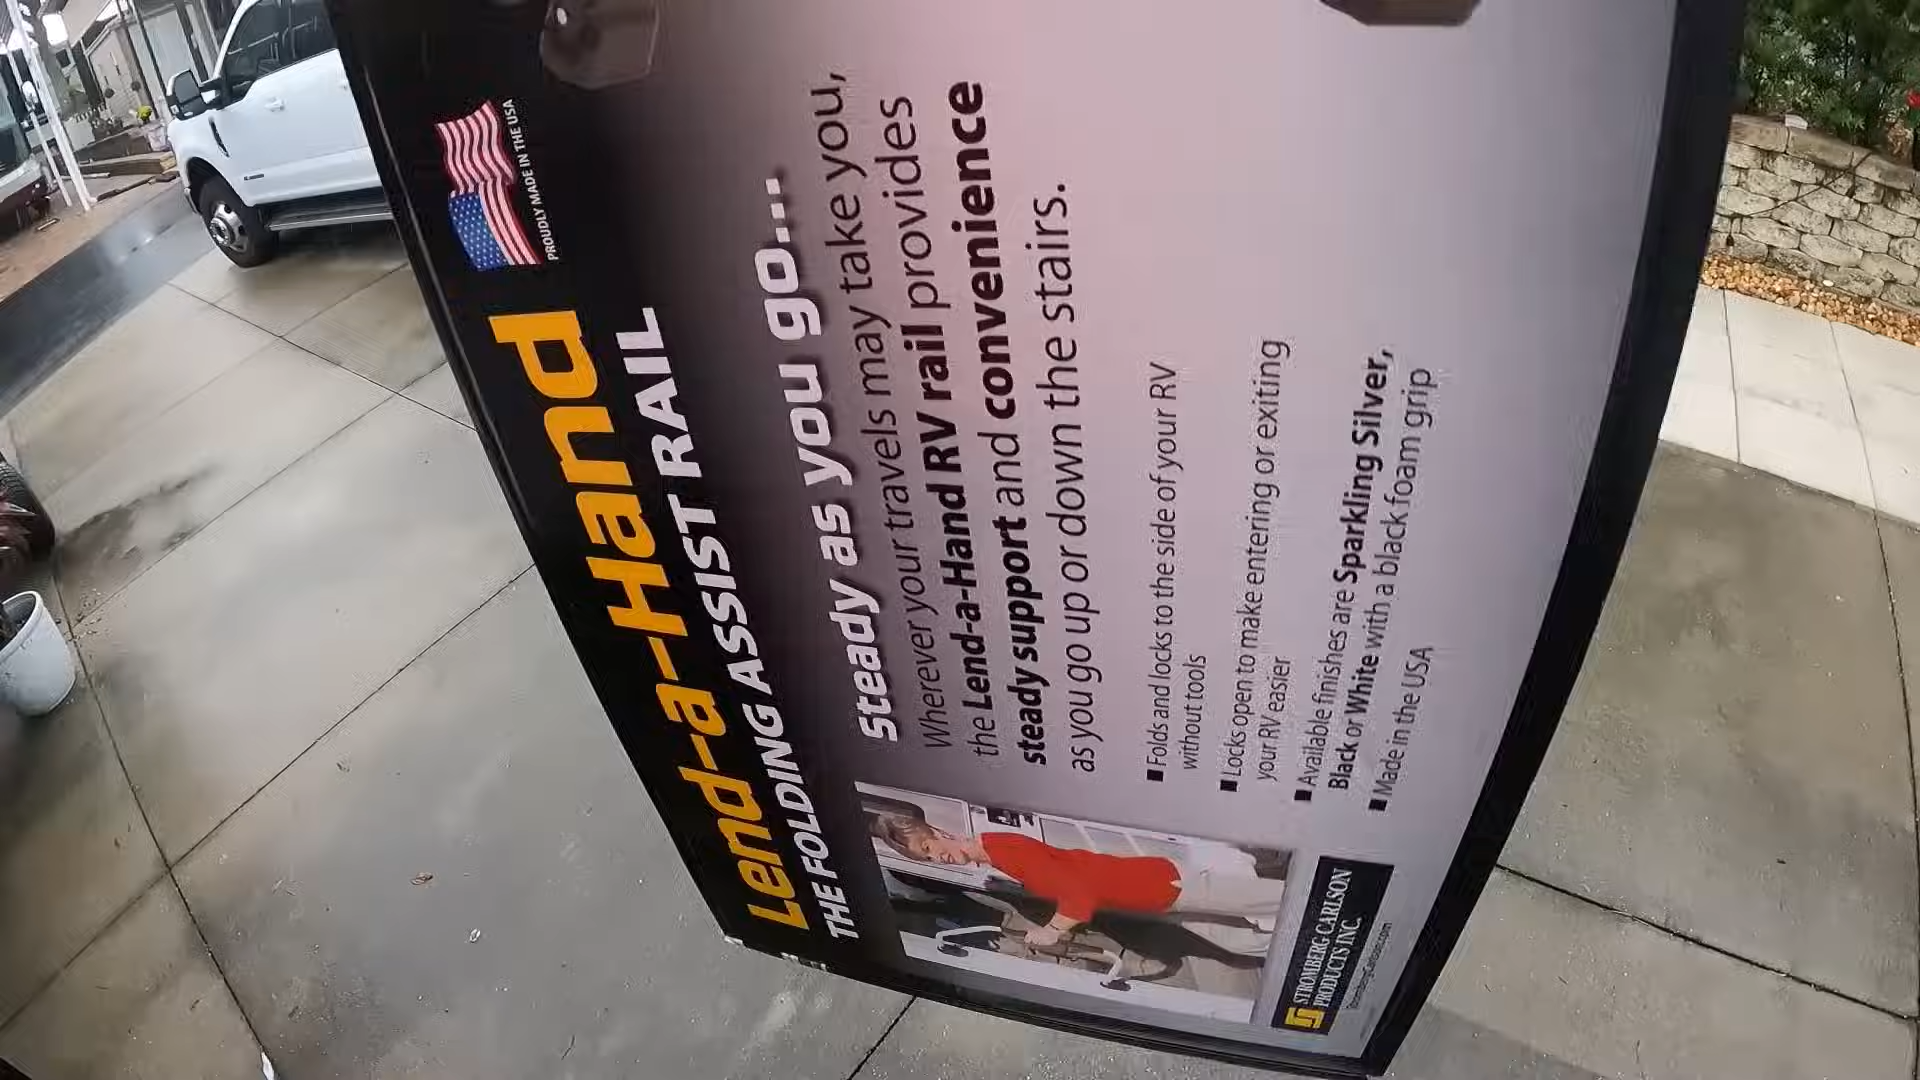 Lend-a-Hand
THE FOLDING ASSIST RAIL
PROUDLY MADE IN THE USA
Steady as you go...
Wherever your travels may take you,
the Lend-a-Hand RV rail provides
steady support and convenience
as you go up or down the stairs.
■ Folds and locks to the side of your RV
without tools
■ Locks open to make entering or exiting
your RV easier
■ Available finishes are Sparkling Silver,
Black or White with a black foam grip
■ Made in the USA
STROMBERG CARLSON
PRODUCTS INC.
StrombergCarlson.com